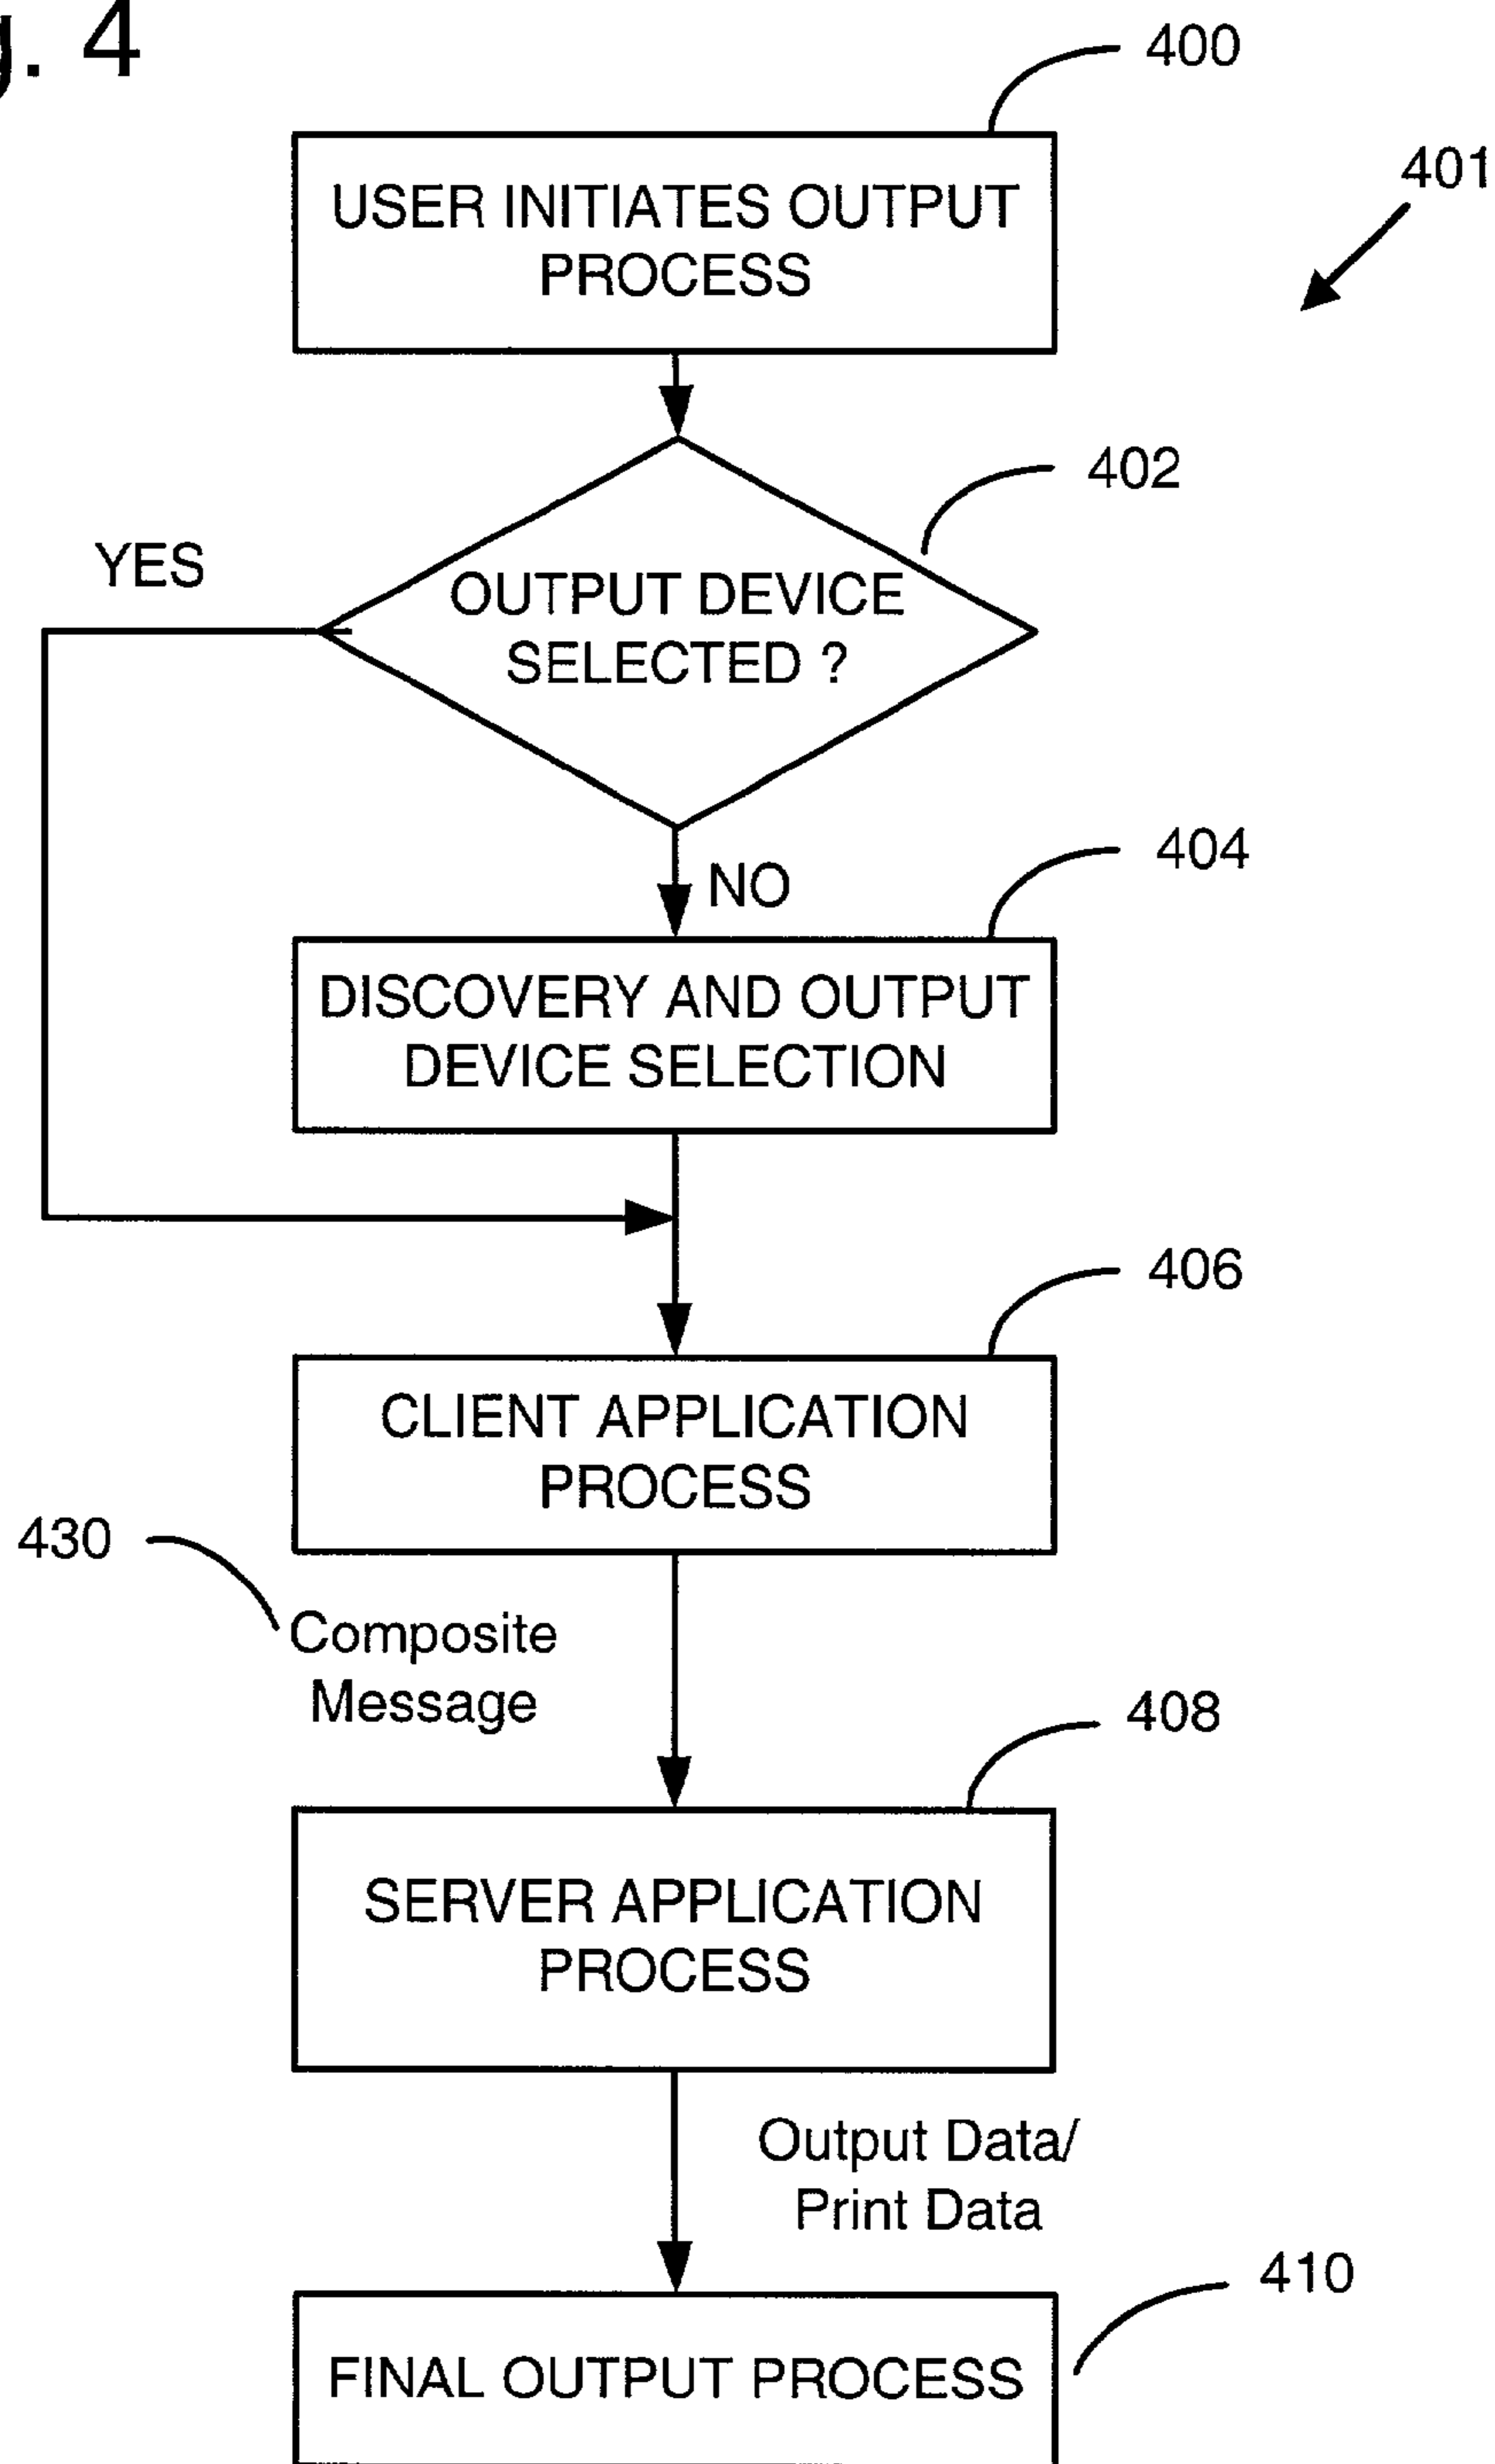 . 4
400
401
USER INITIATES OUTPUT
PROCESS
402
YES
OUTPUT DEVICE
SELECTED ?
NO
404
DISCOVERY AND OUTPUT
DEVICE SELECTION
406
CLIENT APPLICATION
PROCESS
430
Composite
Message
408
SERVER APPLICATION
PROCESS
Output Data/
Print Data
410
FINAL OUTPUT PROCESS